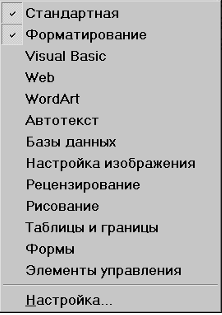 Стандартная
Форматирование
Visual Basic
Web
WordArt
Автотекст
Базы данных
Настройка изображения
Рецензирование
Рисование
Таблицы и границы
Формы
Элементы управления
Настройка...